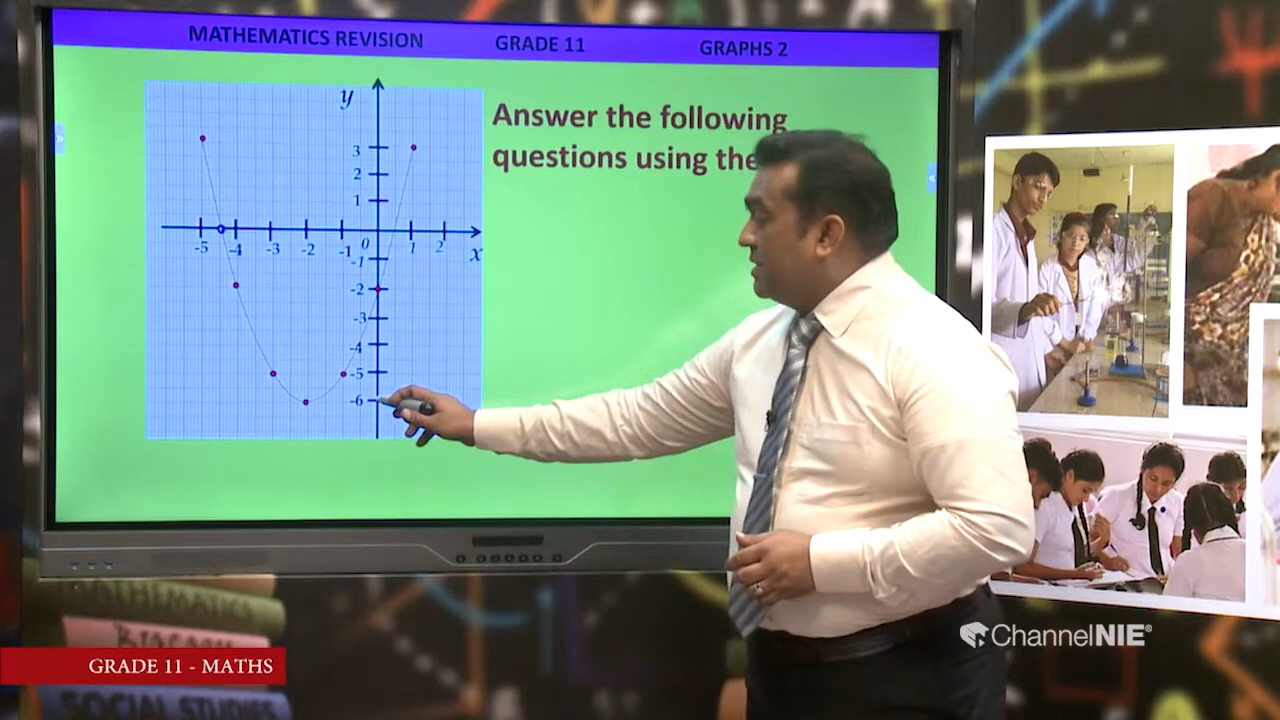 MATHEMATICS REVISION GRADE 11 GRAPHS 2
Answer the following
questions using the
y
3
2
1
-5 -4 -3 -2 -1 0 1 2 x
-1
-2
-3
-4
-5
-6
MATHEMATICS
GRADE 11 - MATHS
SOCIAL STUDIES
ChannelNIE®